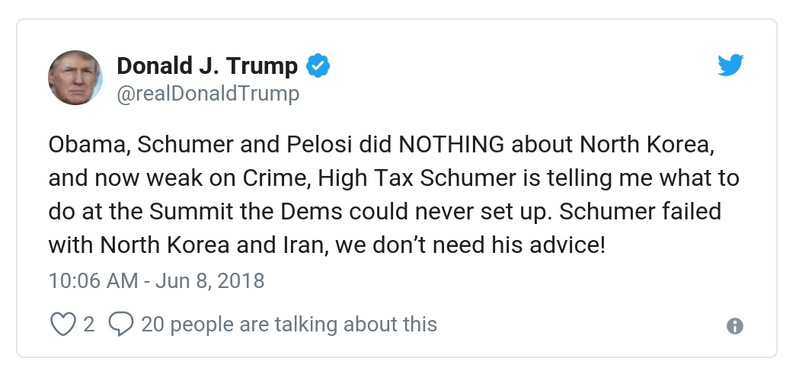 Donald J. Trump
@realDonaldTrump
Obama, Schumer and Pelosi did NOTHING about North Korea,
and now weak on Crime, High Tax Schumer is telling me what to
do at the Summit the Dems could never set up. Schumer failed
with North Korea and Iran, we don’t need his advice!
10:06 AM - Jun 8, 2018
2 20 people are talking about this